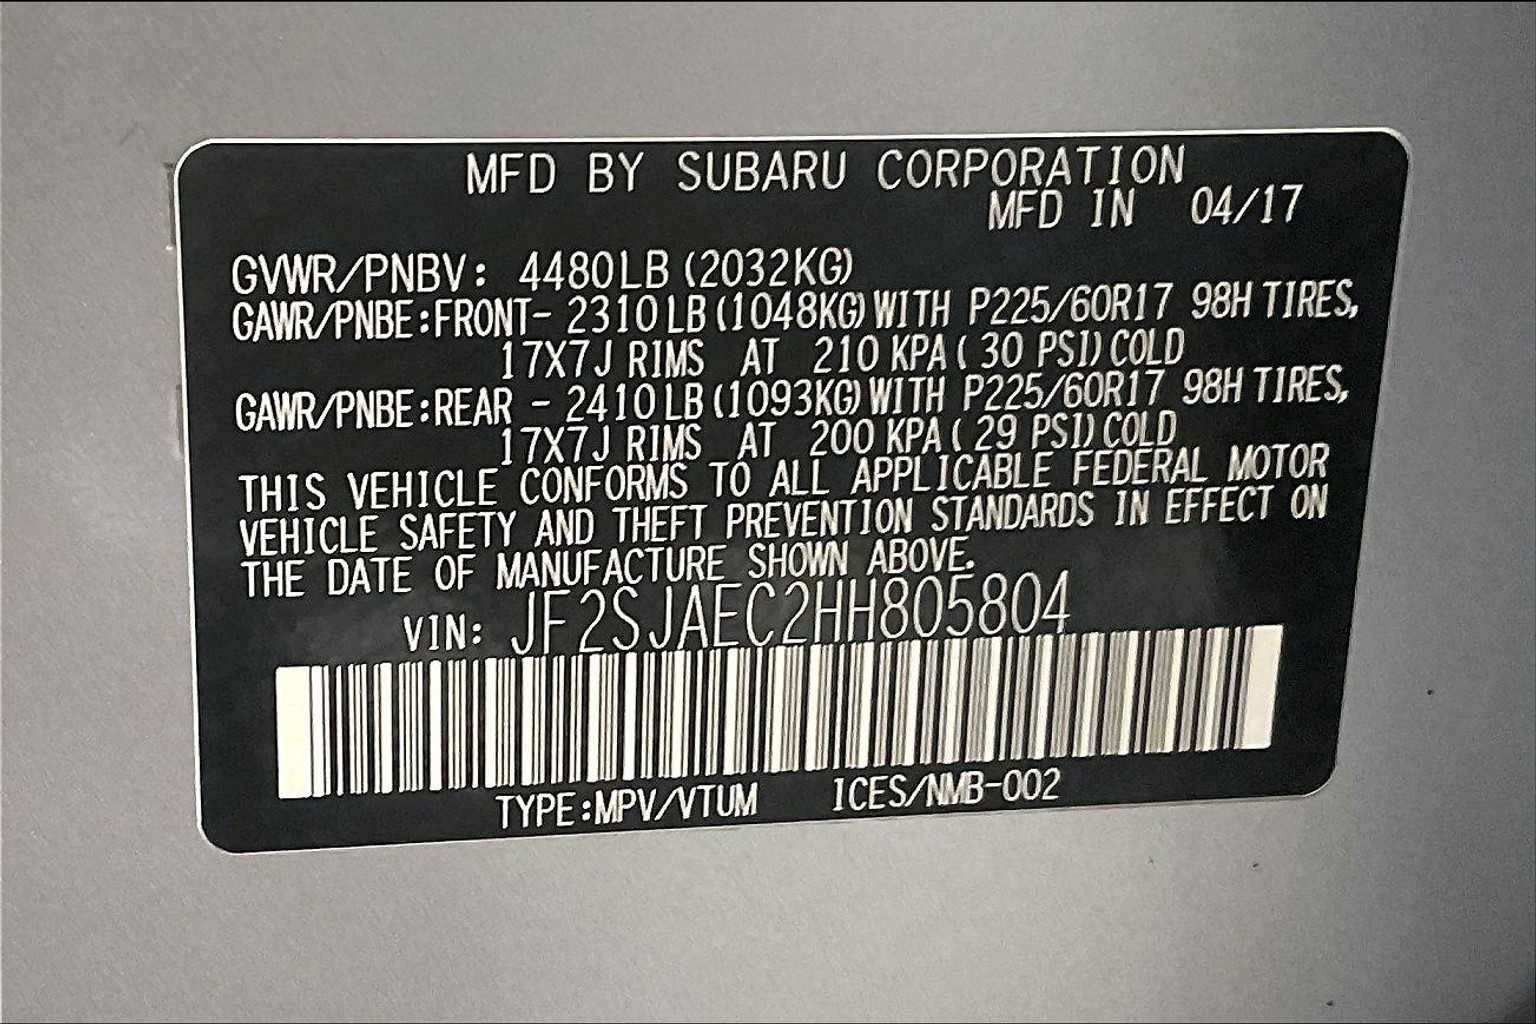 MFD BY SUBARU CORPORATION
MFD IN 04/17
GVWR/PNBV: 4480LB (2032KG)
GAWR/PNBE:FRONT- 2310LB (1048KG) WITH P225/60R17 98H TIRES,
17X7J RIMS AT 210 KPA ( 30 PSI) COLD
GAWR/PNBE:REAR - 2410LB (1093KG) WITH P225/60R17 98H TIRES,
17X7J RIMS AT 200 KPA ( 29 PSI) COLD
THIS VEHICLE CONFORMS TO ALL APPLICABLE FEDERAL MOTOR
VEHICLE SAFETY AND THEFT PREVENTION STANDARDS IN EFFECT ON
THE DATE OF MANUFACTURE SHOWN ABOVE.
VIN: JF2SJAEC2HH805804
TYPE:MPV/VTUM ICES/NMB-002